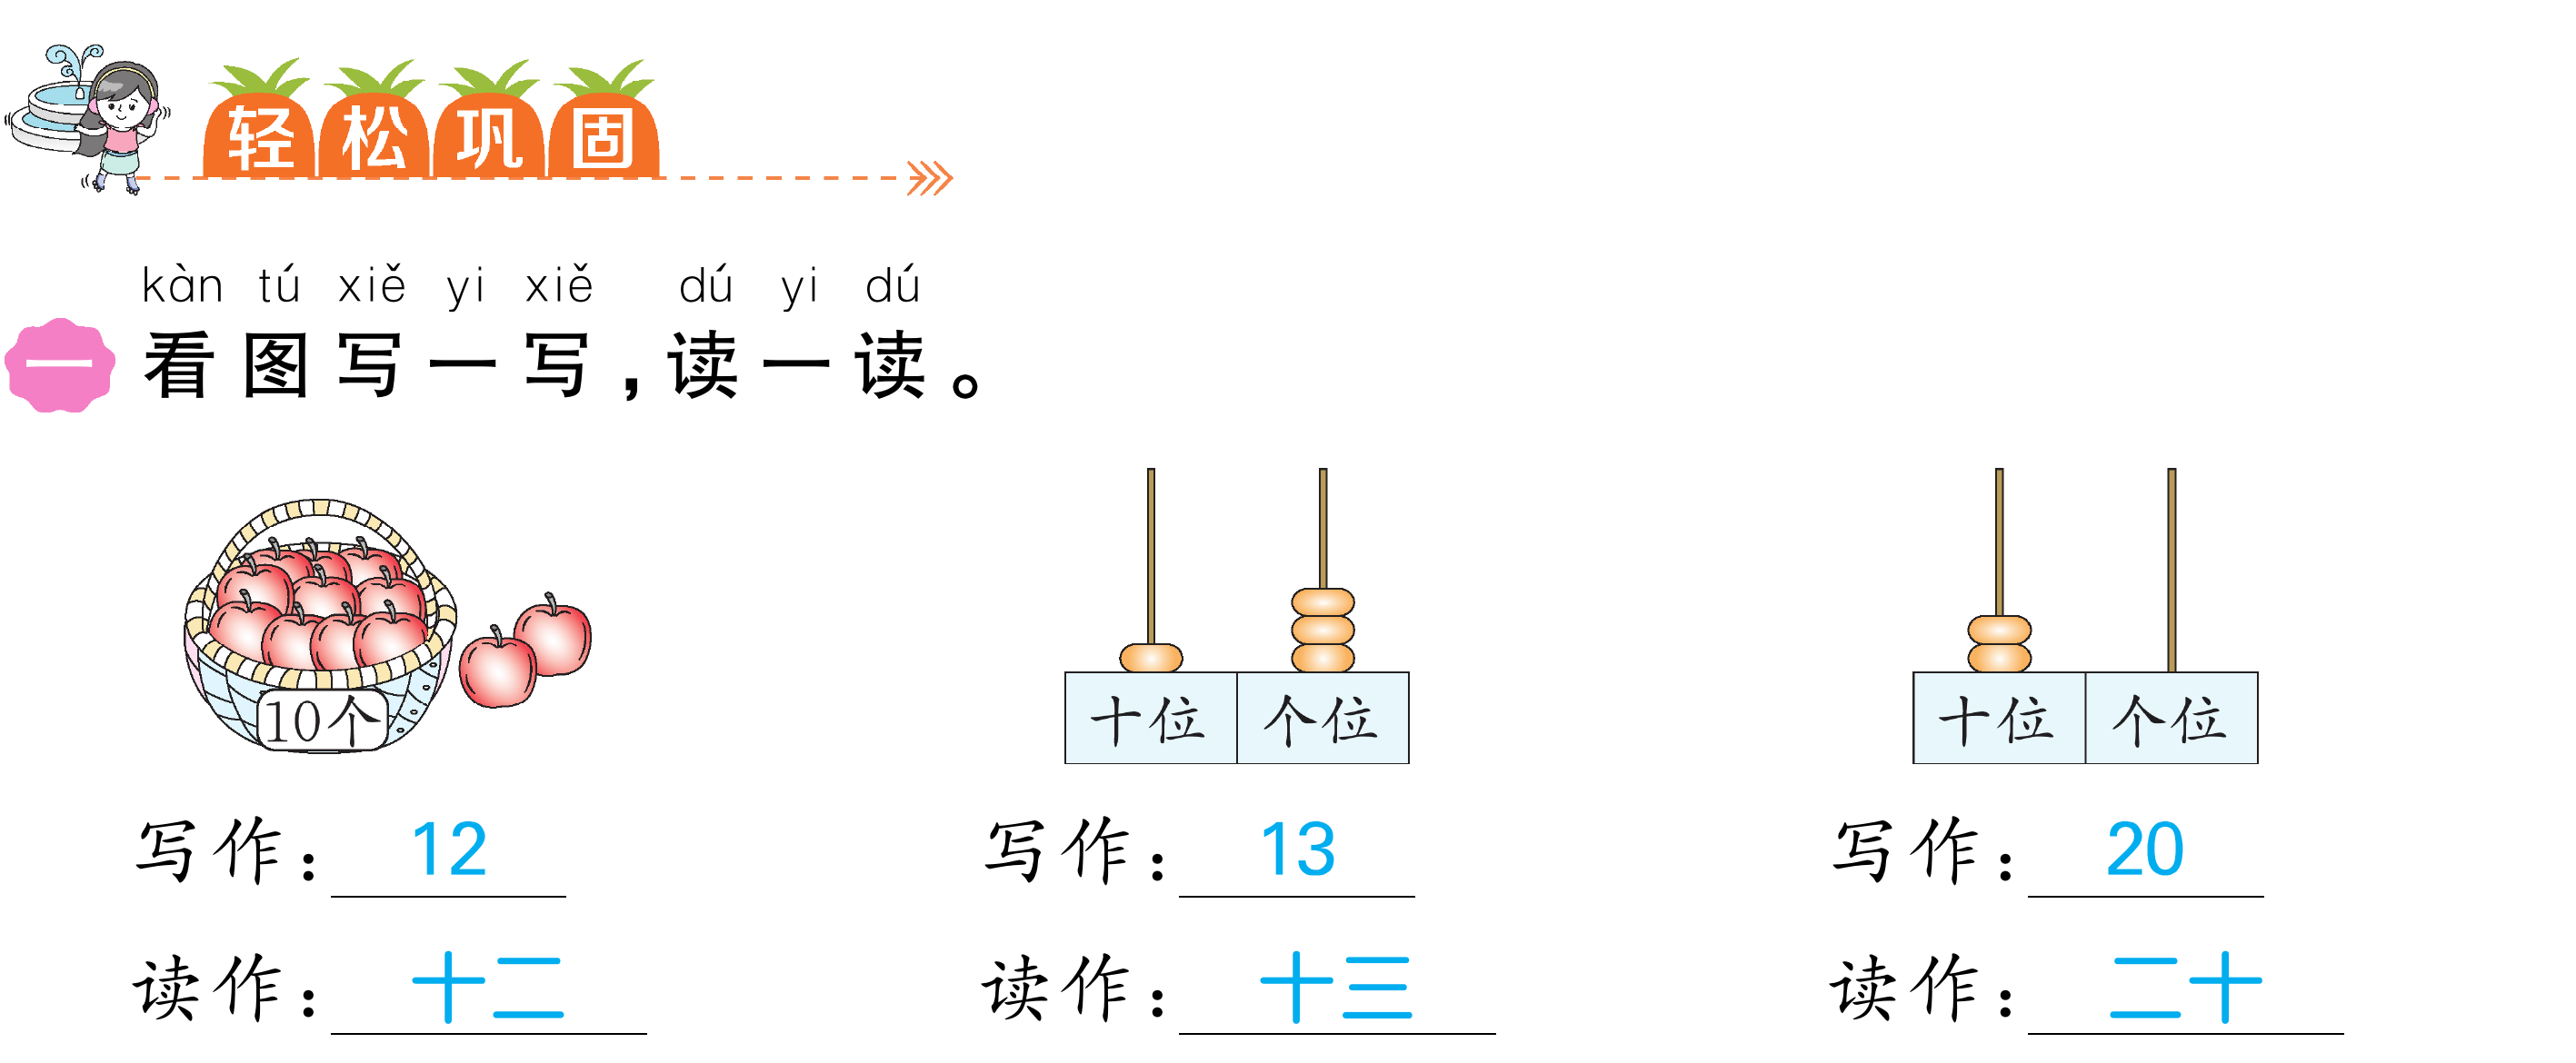 轻松巩固
kàn tú xiě yi xiě dú yi dú
一 看图写一写,读一读。
10个
十位 个位
十位 个位
写作: 12 写作: 13 写作: 20
读作: 十二 读作: 十三 读作: 二十